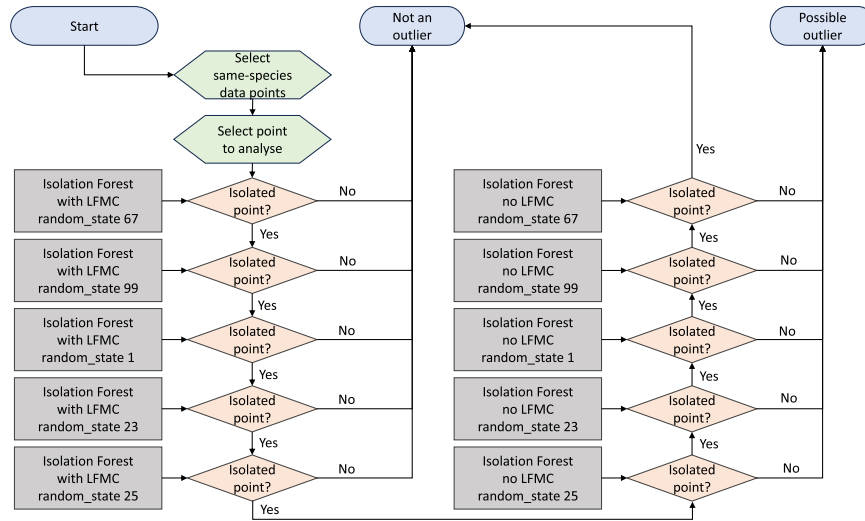 Start
Not an
outlier
Possible
outlier
Select
same-species
data points
Select point
to analyse
Isolation Forest
with LFMC
random_state 67
Isolated
point?
No
Yes
Isolation Forest
with LFMC
random_state 99
Isolated
point?
No
Yes
Isolation Forest
with LFMC
random_state 1
Isolated
point?
No
Yes
Isolation Forest
with LFMC
random_state 23
Isolated
point?
No
Yes
Isolation Forest
with LFMC
random_state 25
Isolated
point?
No
Yes
Yes
Isolation Forest
no LFMC
random_state 67
Isolated
point?
No
Yes
Isolation Forest
no LFMC
random_state 99
Isolated
point?
No
Yes
Isolation Forest
no LFMC
random_state 1
Isolated
point?
No
Yes
Isolation Forest
no LFMC
random_state 23
Isolated
point?
No
Yes
Isolation Forest
no LFMC
random_state 25
Isolated
point?
No